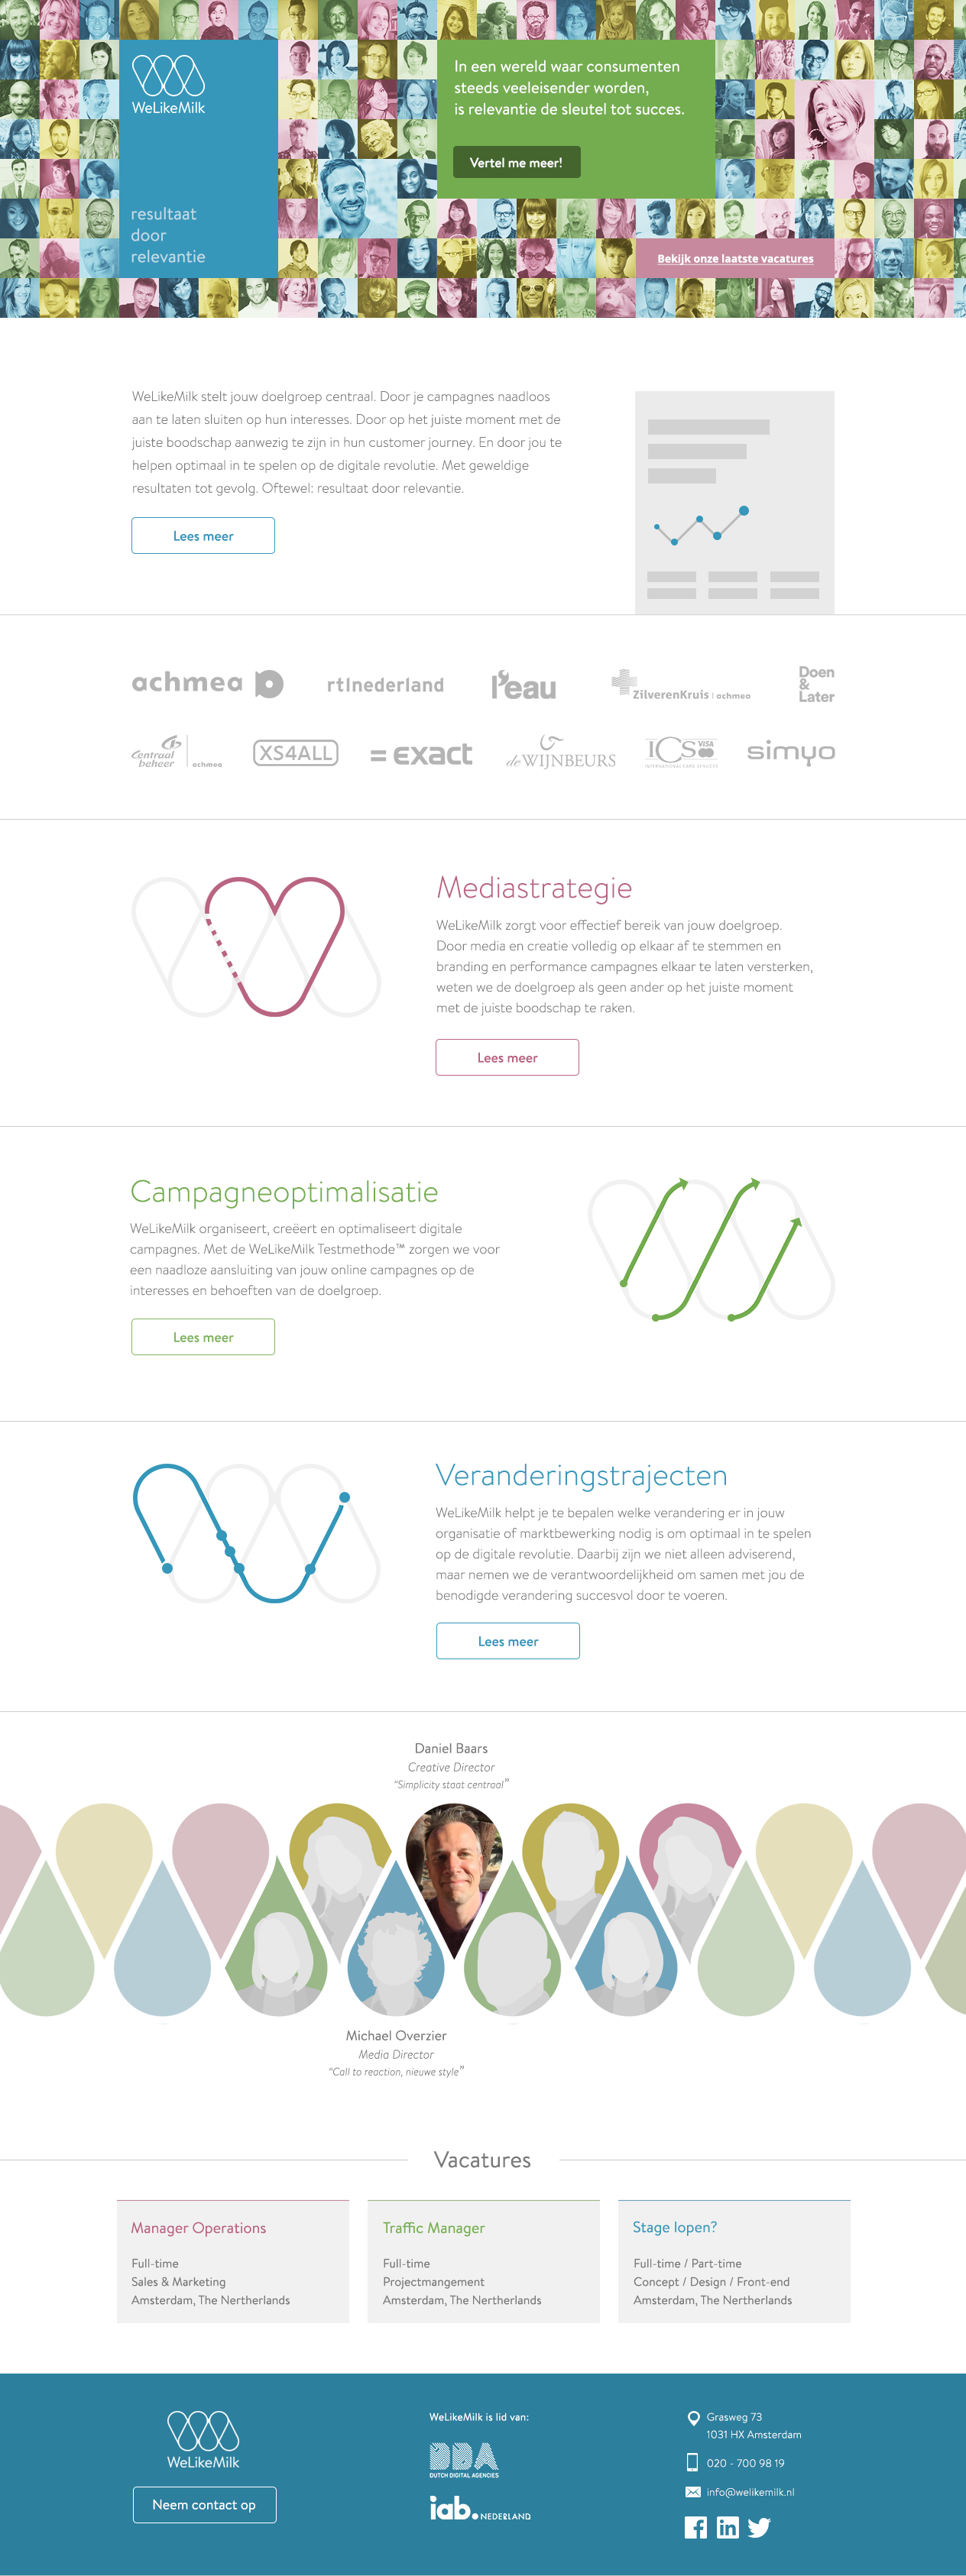 WeLikeMilk
resultaat
door
relevantie
In een wereld waar consumenten
steeds veeleisender worden,
is relevantie de sleutel tot succes.
Vertel me meer!
Bekijk onze laatste vacatures
WeLikeMilk stelt jouw doelgroep centraal. Door je campagnes naadloos
aan te laten sluiten op hun interesses. Door op het juiste moment met de
juiste boodschap aanwezig te zijn in hun customer journey. En door jou te
helpen optimaal in te spelen op de digitale revolutie. Met geweldige
resultaten tot gevolg. Oftewel: resultaat door relevantie.
Lees meer
achmea
rtlnederland
l'eau
ZilverenKruis | achmea
Doen
&
Later
Centraal
beheer
achmea
XS4ALL
= exact
de WIJNBEURS
ICS
VISA
INTERNATIONAL CARD SERVICES
simyo
Mediastrategie
WeLikeMilk zorgt voor effectief bereik van jouw doelgroep.
Door media en creatie volledig op elkaar af te stemmen en
branding en performance campagnes elkaar te laten versterken,
weten we de doelgroep als geen ander op het juiste moment
met de juiste boodschap te raken.
Lees meer
Campagneoptimalisatie
WeLikeMilk organiseert, creëert en optimaliseert digitale
campagnes. Met de WeLikeMilk Testmethode™ zorgen we voor
een naadloze aansluiting van jouw online campagnes op de
interesses en behoeften van de doelgroep.
Lees meer
Veranderingstrajecten
WeLikeMilk helpt je te bepalen welke verandering er in jouw
organisatie of marktbewerking nodig is om optimaal in te spelen
op de digitale revolutie. Daarbij zijn we niet alleen adviserend,
maar nemen we de verantwoordelijkheid om samen met jou de
benodigde verandering succesvol door te voeren.
Lees meer
Daniel Baars
Creative Director
“Simplicity staat centraal”
Michael Overzier
Media Director
“Call to reaction, nieuwe style”
Vacatures
Manager Operations
Full-time
Sales & Marketing
Amsterdam, The Nertherlands
Traffic Manager
Full-time
Projectmangement
Amsterdam, The Nertherlands
Stage lopen?
Full-time / Part-time
Concept / Design / Front-end
Amsterdam, The Nertherlands
WeLikeMilk
Neem contact op
WeLikeMilk is lid van:
DDA
DUTCH DIGITAL AGENCIES
iab. NEDERLAND
Grasweg 73
1031 HX Amsterdam
020 - 700 98 19
info@welikemilk.nl